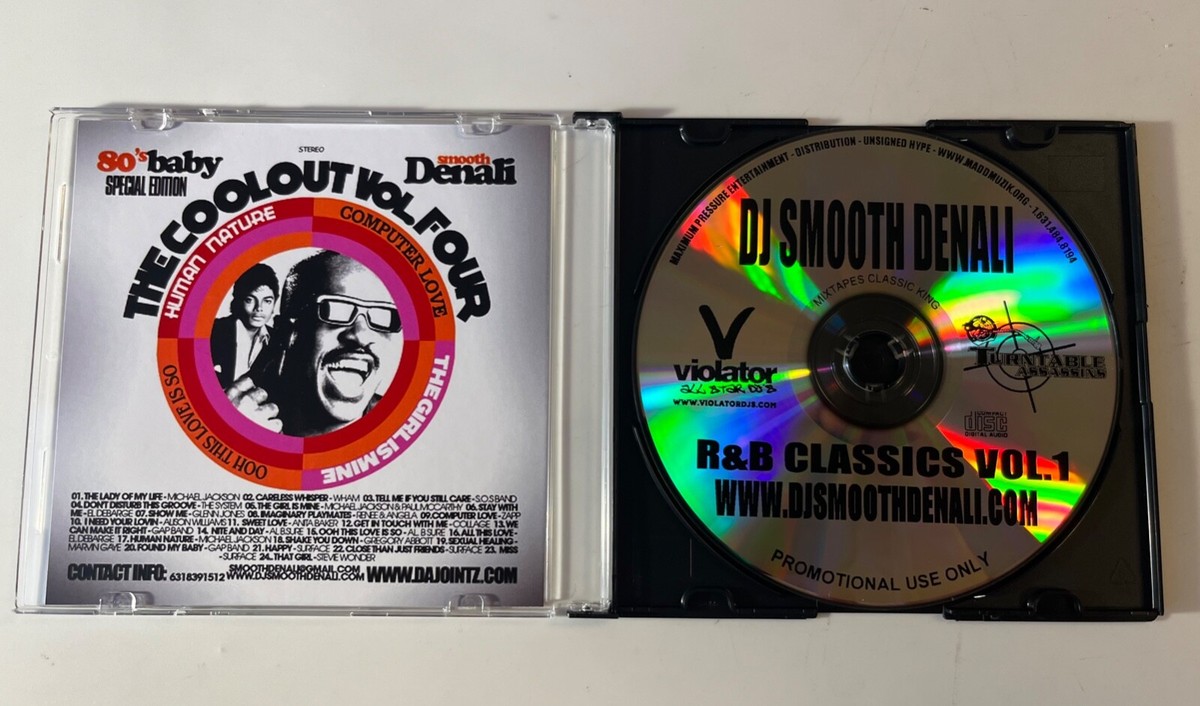 STEREO
80's baby
SPECIAL EDITION
smooth
Denali
THE COOLOUT VOL FOUR
HUMAN NATURE
COMPUTER LOVE
THE GIRL IS MINE
OOH THIS LOVE IS SO
01. THE LADY OF MY LIFE - MICHAEL JACKSON 02. CARELESS WHISPER - WHAM 03. TELL ME IF YOU STILL CARE - S.O.S BAND
04. DON'T DISTURB THIS GROOVE - THE SYSTEM 05. THE GIRL IS MINE - MICHAEL JACKSON & PAUL MCCARTHY 06. STAY WITH
ME - EL DEBARGE 07. SHOW ME - GLENN JONES 08. IMAGINARY PLAYMATES - RENEE & ANGELA 09. COMPUTER LOVE - ZAPP
10. I NEED YOUR LOVIN - ALISON WILLIAMS 11. SWEET LOVE - ANITA BAKER 12. GET IN TOUCH WITH ME - COLLAGE 13. WE
CAN MAKE IT RIGHT - GAP BAND 14. NITE AND DAY - AL B SURE 15. OOH THIS LOVE IS SO - AL B SURE 16. ALL THIS LOVE -
EL DEBARGE 17. HUMAN NATURE - MICHAEL JACKSON 18. SHAKE YOU DOWN - GREGORY ABBOTT 19. SEXUAL HEALING -
MARVIN GAYE 20. FOUND MY BABY - GAP BAND 21. HAPPY - SURFACE 22. CLOSE THAN JUST FRIENDS - SURFACE 23. MISS
- SURFACE 24. THAT GIRL - STEVIE WONDER
CONTACT INFO: 6318391512
SMOOTHDENALI@GMAIL.COM
WWW.DJSMOOTHDENALI.COM
WWW.DAJOINTZ.COM
MAXIMUM PRESSURE ENTERTAINMENT - DISTRIBUTION - UNSIGNED HYPE - WWW.MADDMUZIK.ORG - 1.631.484.8194
DJ SMOOTH DENALI
MIXTAPES CLASSIC KING
violator
ALL STAR DJ'S
WWW.VIOLATORDJS.COM
TURNTABLE
ASSASSINS
COMPACT
disc
DIGITAL AUDIO
R&B CLASSICS VOL.1
WWW.DJSMOOTHDENALI.COM
PROMOTIONAL USE ONLY